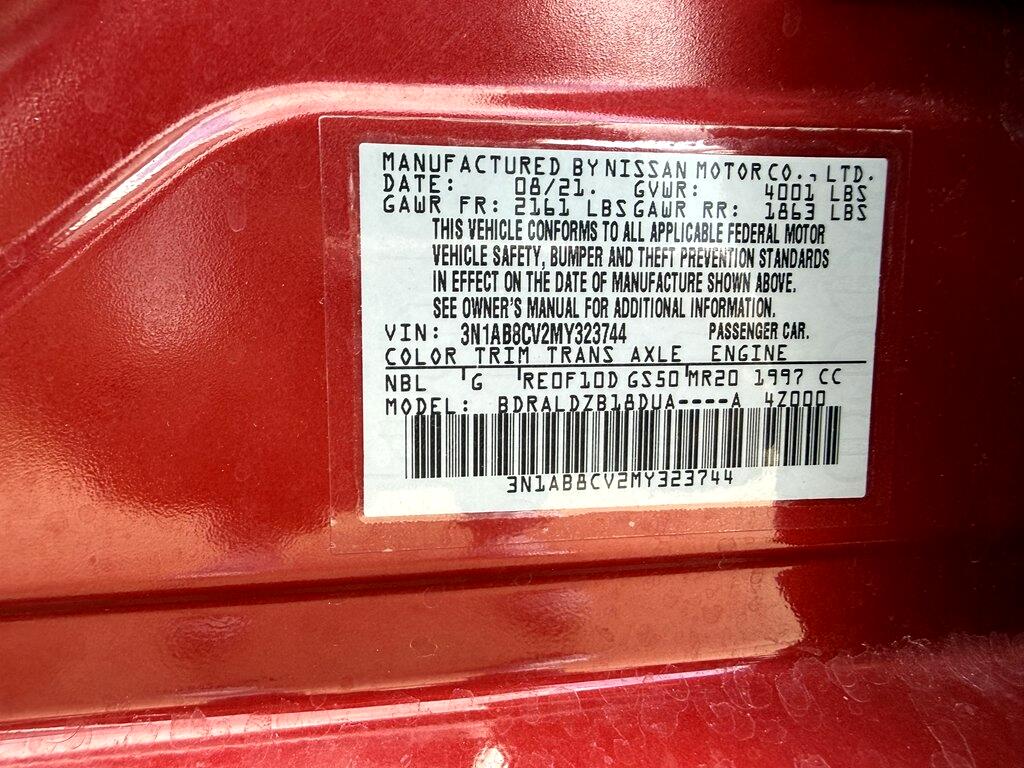 MANUFACTURED BY NISSAN MOTOR CO., LTD.
DATE: 08/21. GVWR: 4001 LBS
GAWR FR: 2161 LBS GAWR RR: 1863 LBS
THIS VEHICLE CONFORMS TO ALL APPLICABLE FEDERAL MOTOR
VEHICLE SAFETY, BUMPER AND THEFT PREVENTION STANDARDS
IN EFFECT ON THE DATE OF MANUFACTURE SHOWN ABOVE.
SEE OWNER'S MANUAL FOR ADDITIONAL INFORMATION.
VIN: 3N1AB8CV2MY323744 PASSENGER CAR.
COLOR TRIM TRANS AXLE ENGINE
NBL G RE0F10D GS50 MR20 1997 CC
MODEL: BDRALDZB18DUA----A 4Z000
3N1AB8CV2MY323744